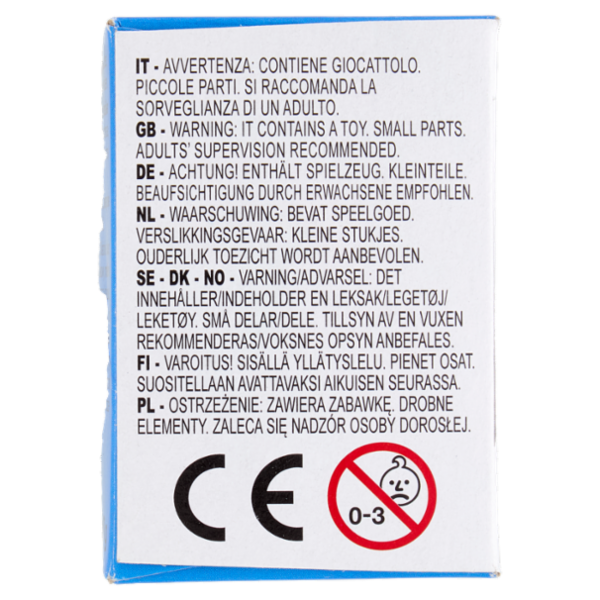 IT - AVVERTENZA: CONTIENE GIOCATTOLO.
PICCOLE PARTI. SI RACCOMANDA LA
SORVEGLIANZA DI UN ADULTO.
GB - WARNING: IT CONTAINS A TOY. SMALL PARTS.
ADULTS' SUPERVISION RECOMMENDED.
DE - ACHTUNG! ENTHÄLT SPIELZEUG. KLEINTEILE.
BEAUFSICHTIGUNG DURCH ERWACHSENE EMPFOHLEN.
NL - WAARSCHUWING: BEVAT SPEELGOED.
VERSLIKKINGSGEVAAR: KLEINE STUKJES.
OUDERLIJK TOEZICHT WORDT AANBEVOLEN.
SE - DK - NO - VARNING/ADVARSEL: DET
INNEHÅLLER/INDEHOLDER EN LEKSAK/LEGETØJ/
LEKETØY. SMÅ DELAR/DELE. TILLSYN AV EN VUXEN
REKOMMENDERAS/VOKSNES OPSYN ANBEFALES.
FI - VAROITUS! SISÄLLÄ YLLÄTYSLELU. PIENET OSAT.
SUOSITELLAAN AVATTAVAKSI AIKUISEN SEURASSA.
PL - OSTRZEŻENIE: ZAWIERA ZABAWKĘ. DROBNE
ELEMENTY. ZALECA SIĘ NADZÓR OSOBY DOROSŁEJ.
CE
0-3